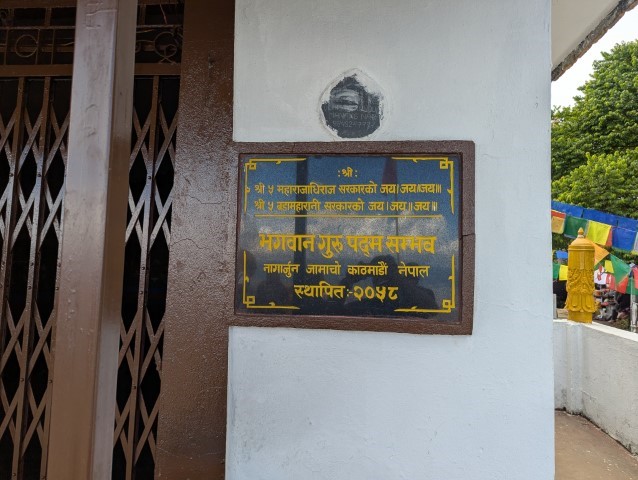 :श्री:
श्री ५ महाराजाधिराज सरकारको जय।जय॥जय॥।
श्री ५ बडामहारानी सरकारको जय।जय॥जय॥।
भगवान गुरु पद्म सम्भव
नागार्जुन जामाचो काठमाडौं नेपाल
स्थापित:-२०५८